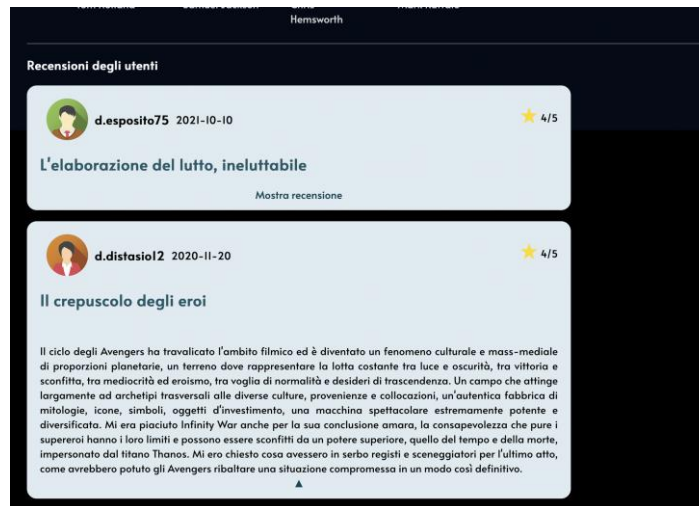 Tom Holland Samuel Jackson Chris Mark Ruffalo
Hemsworth
Recensioni degli utenti
d.esposito75 2021-10-10 4/5
L'elaborazione del lutto, ineluttabile
Mostra recensione
d.distasio12 2020-11-20 4/5
Il crepuscolo degli eroi
Il ciclo degli Avengers ha travalicato l'ambito filmico ed è diventato un fenomeno culturale e mass-mediale
di proporzioni planetarie, un terreno dove rappresentare la lotta costante tra luce e oscurità, tra vittoria e
sconfitta, tra mediocrità ed eroismo, tra voglia di normalità e desideri di trascendenza. Un campo che attinge
largamente ad archetipi trasversali alle diverse culture, provenienze e collocazioni, un'autentica fabbrica di
mitologie, icone, simboli, oggetti d'investimento, una macchina spettacolare estremamente potente e
diversificata. Mi era piaciuto Infinity War anche per la sua conclusione amara, la consapevolezza che pure i
supereroi hanno i loro limiti e possono essere sconfitti da un potere superiore, quello del tempo e della morte,
impersonato dal titano Thanos. Mi ero chiesto cosa avessero in serbo registi e sceneggiatori per l'ultimo atto,
come avrebbero potuto gli Avengers ribaltare una situazione compromessa in un modo così definitivo.